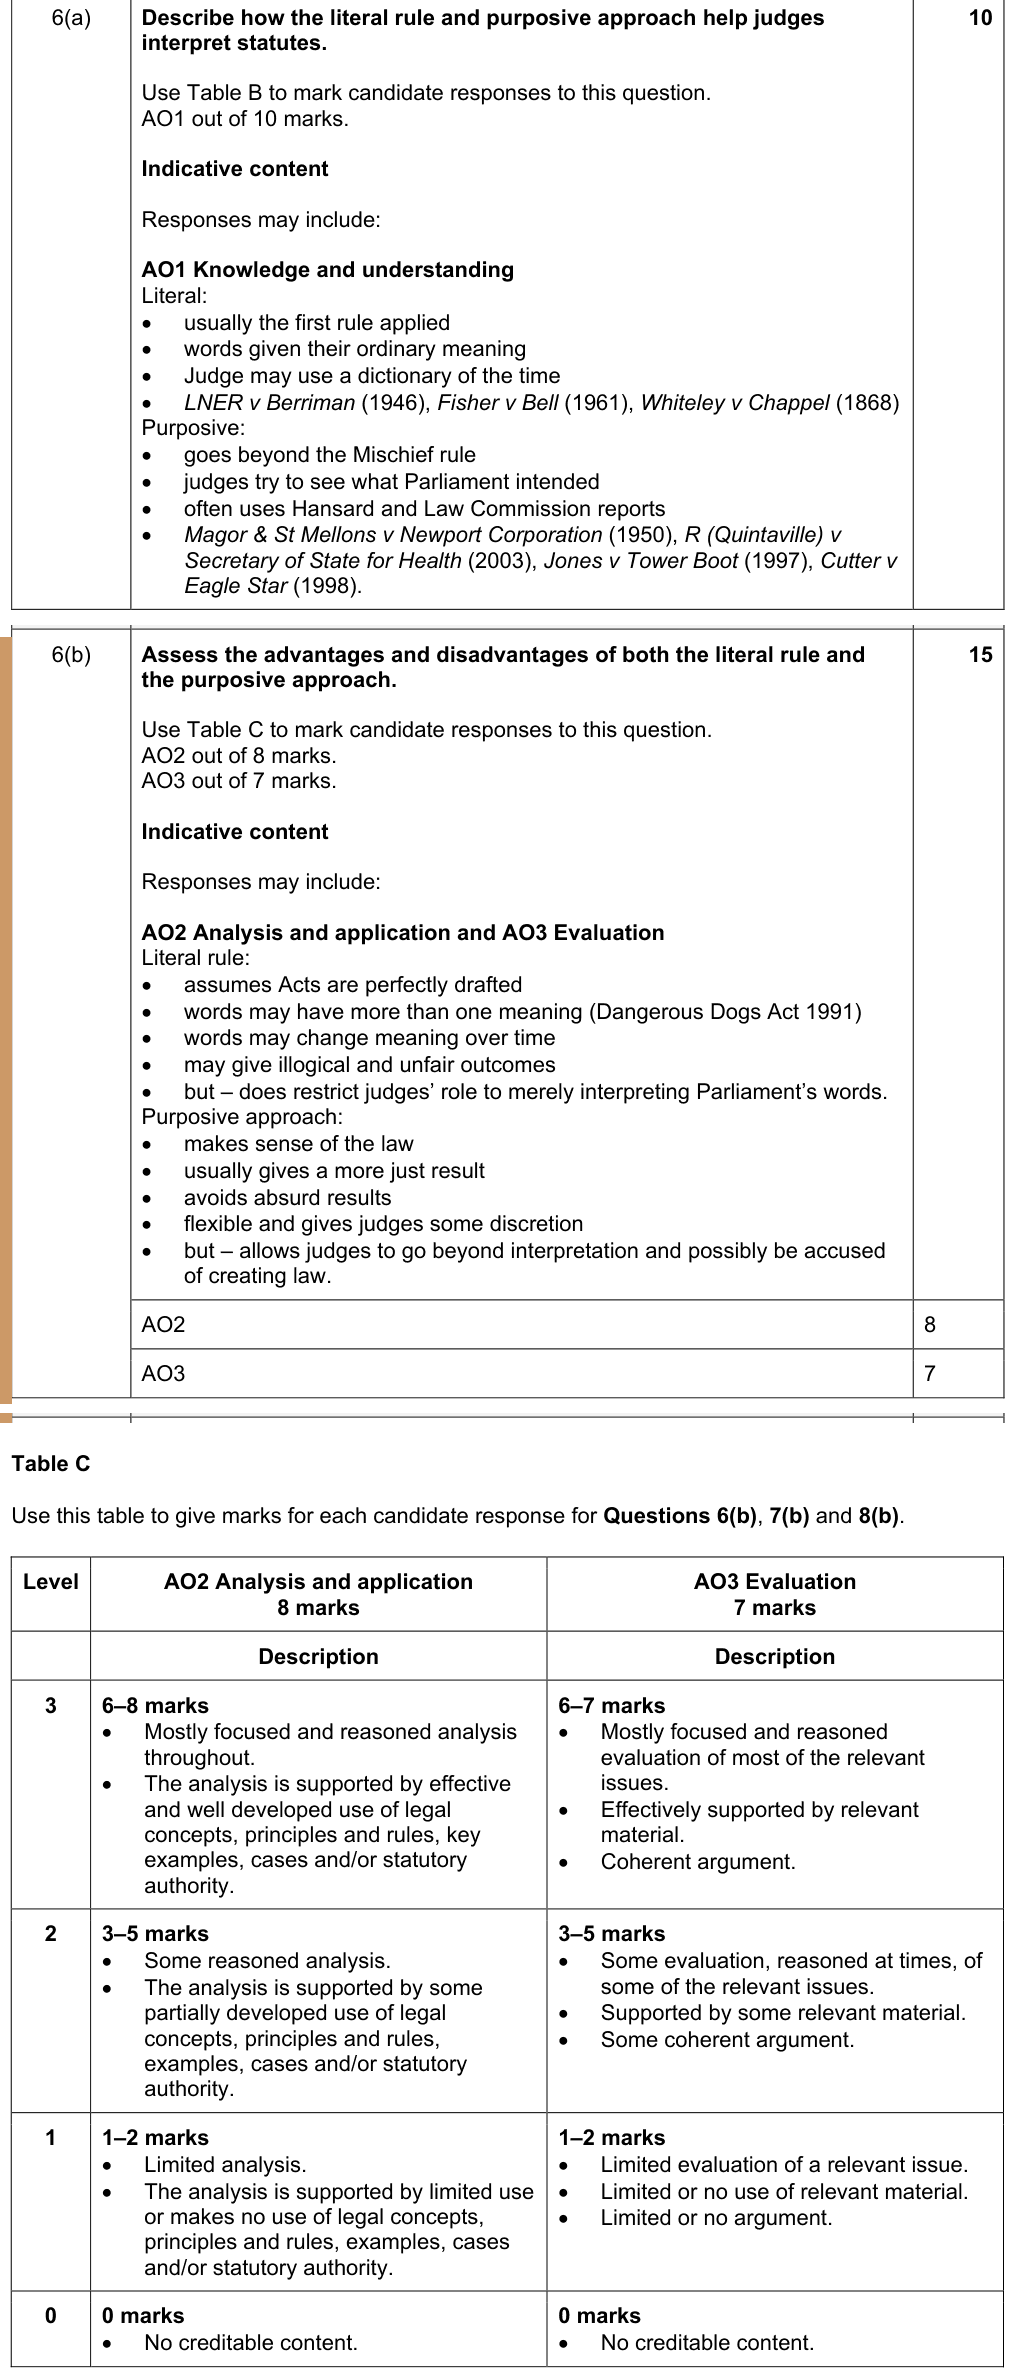 6(a)
Describe how the literal rule and purposive approach help judges
10
interpret statutes.
Use Table B to mark candidate responses to this question.
AO1 out of 10 marks.
Indicative content
Responses may include:
AO1 Knowledge and understanding
Literal:
• usually the first rule applied
• words given their ordinary meaning
• Judge may use a dictionary of the time
• LNER v Berriman (1946), Fisher v Bell (1961), Whiteley v Chappel (1868)
Purposive:
• goes beyond the Mischief rule
• judges try to see what Parliament intended
• often uses Hansard and Law Commission reports
• Magor & St Mellons v Newport Corporation (1950), R (Quintaville) v
Secretary of State for Health (2003), Jones v Tower Boot (1997), Cutter v
Eagle Star (1998).
6(b)
Assess the advantages and disadvantages of both the literal rule and
15
the purposive approach.
Use Table C to mark candidate responses to this question.
AO2 out of 8 marks.
AO3 out of 7 marks.
Indicative content
Responses may include:
AO2 Analysis and application and AO3 Evaluation
Literal rule:
• assumes Acts are perfectly drafted
• words may have more than one meaning (Dangerous Dogs Act 1991)
• words may change meaning over time
• may give illogical and unfair outcomes
• but – does restrict judges’ role to merely interpreting Parliament’s words.
Purposive approach:
• makes sense of the law
• usually gives a more just result
• avoids absurd results
• flexible and gives judges some discretion
• but – allows judges to go beyond interpretation and possibly be accused
of creating law.
AO2
8
AO3
7
Table C
Use this table to give marks for each candidate response for Questions 6(b), 7(b) and 8(b).
Level
AO2 Analysis and application
8 marks
AO3 Evaluation
7 marks
Description
Description
3
6–8 marks
• Mostly focused and reasoned analysis
throughout.
• The analysis is supported by effective
and well developed use of legal
concepts, principles and rules, key
examples, cases and/or statutory
authority.
6–7 marks
• Mostly focused and reasoned
evaluation of most of the relevant
issues.
• Effectively supported by relevant
material.
• Coherent argument.
2
3–5 marks
• Some reasoned analysis.
• The analysis is supported by some
partially developed use of legal
concepts, principles and rules,
examples, cases and/or statutory
authority.
3–5 marks
• Some evaluation, reasoned at times, of
some of the relevant issues.
• Supported by some relevant material.
• Some coherent argument.
1
1–2 marks
• Limited analysis.
• The analysis is supported by limited use
or makes no use of legal concepts,
principles and rules, examples, cases
and/or statutory authority.
1–2 marks
• Limited evaluation of a relevant issue.
• Limited or no use of relevant material.
• Limited or no argument.
0
0 marks
• No creditable content.
0 marks
• No creditable content.